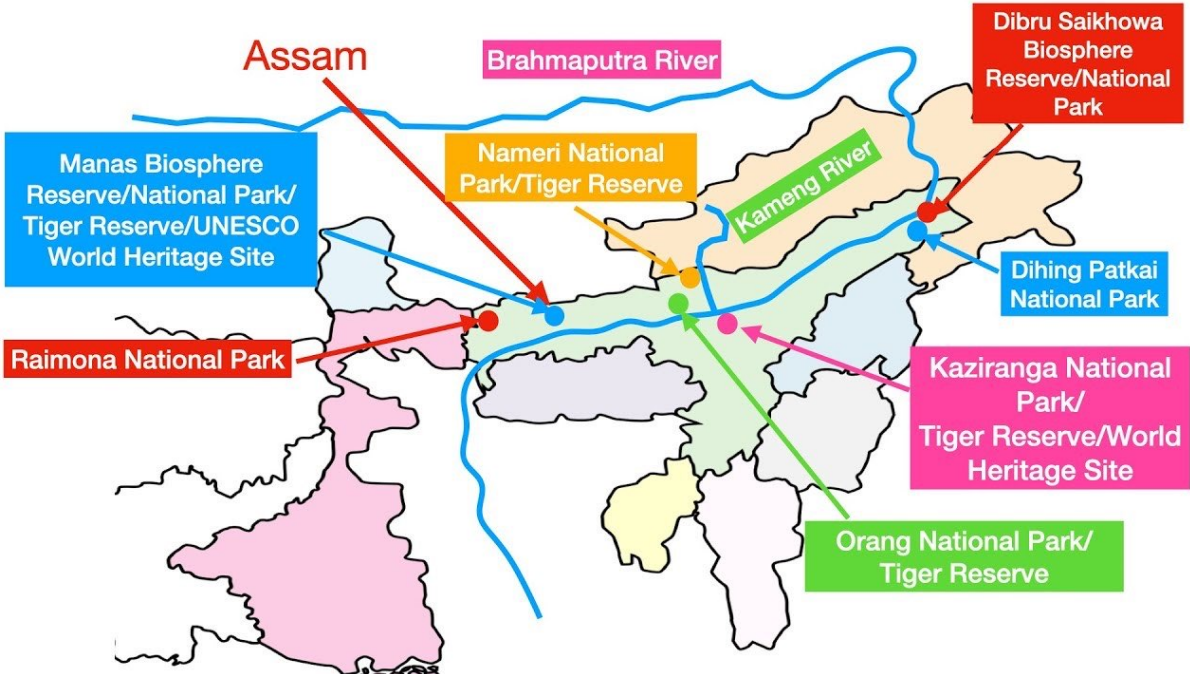 Assam
Brahmaputra River
Dibru Saikhowa
Biosphere
Reserve/National
Park
Manas Biosphere
Reserve/National Park/
Tiger Reserve/UNESCO
World Heritage Site
Nameri National
Park/Tiger Reserve
Kameng River
Dihing Patkai
National Park
Raimona National Park
Kaziranga National
Park/
Tiger Reserve/World
Heritage Site
Orang National Park/
Tiger Reserve